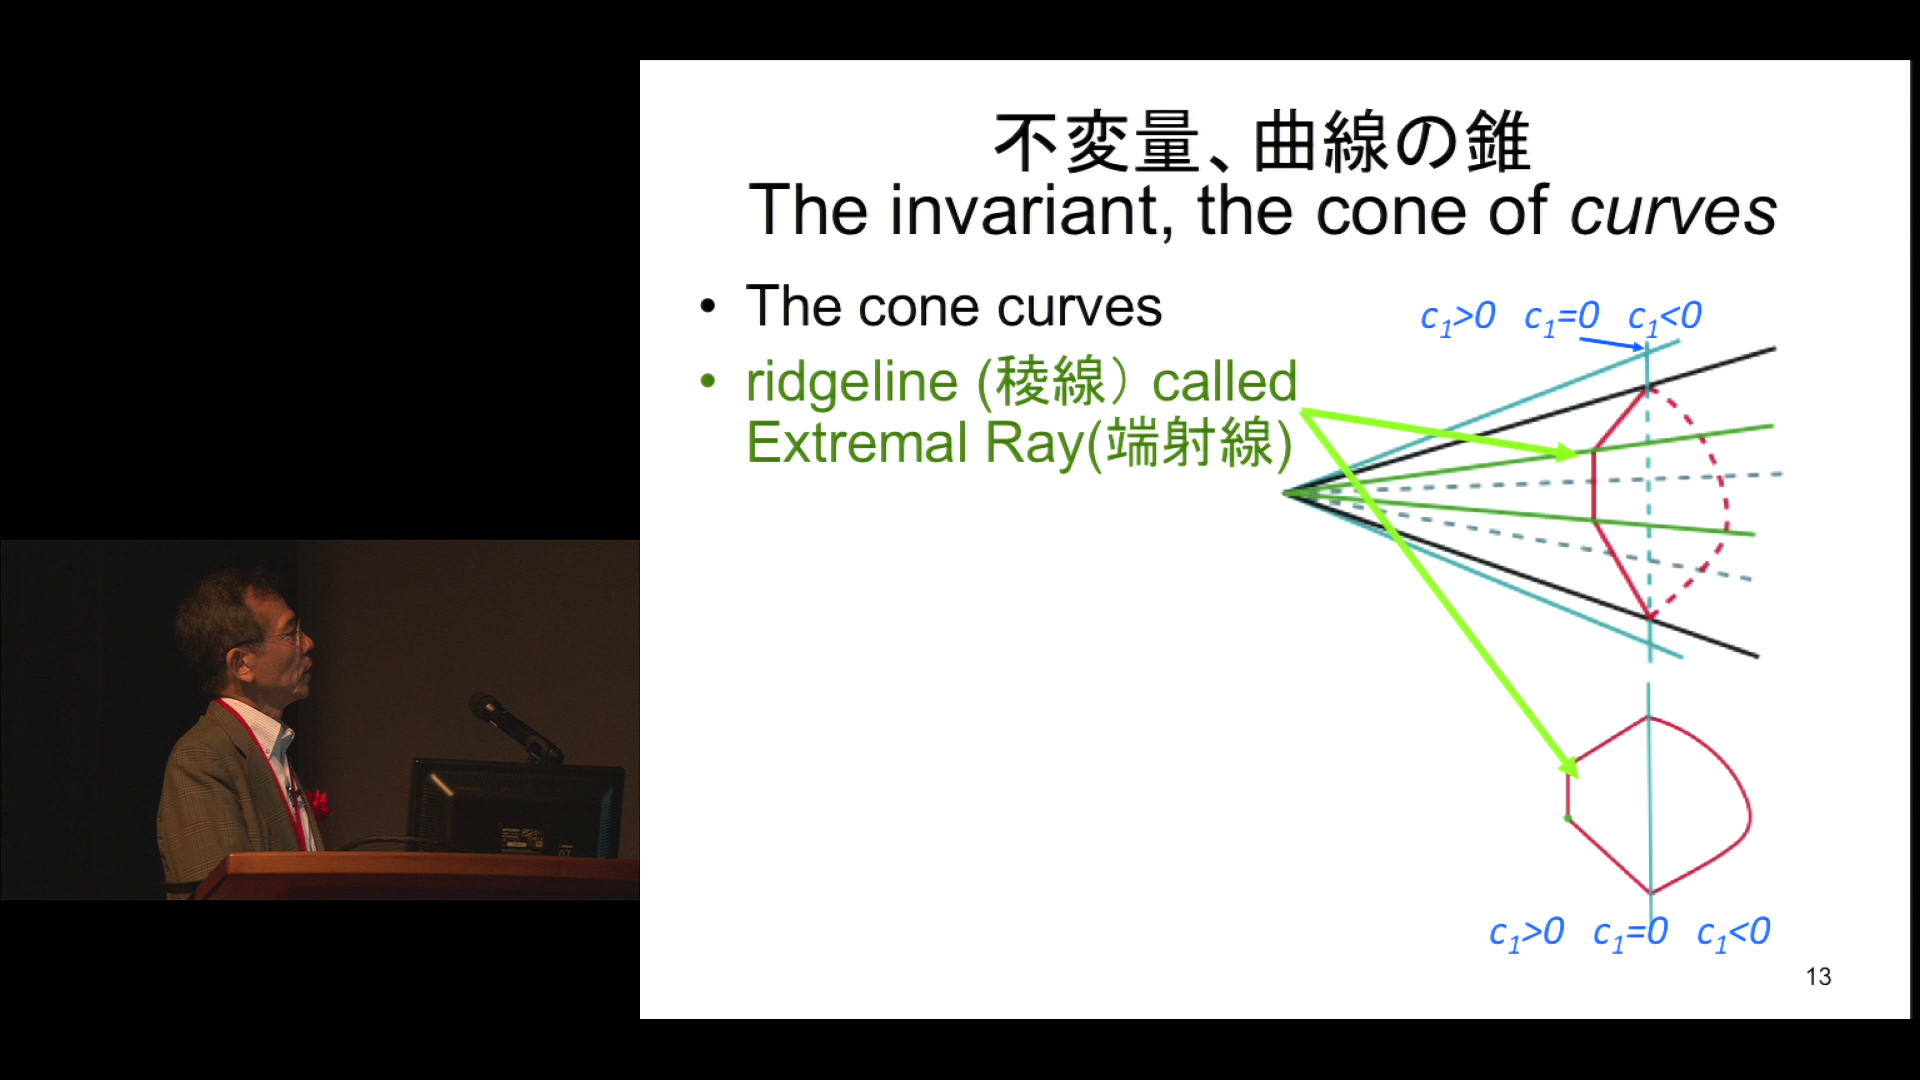 不変量、曲線の錐
The invariant, the cone of curves
• The cone curves
• ridgeline (稜線） called
Extremal Ray(端射線)
c₁>0 c₁=0 c₁<0
c₁>0 c₁=0 c₁<0
13
07